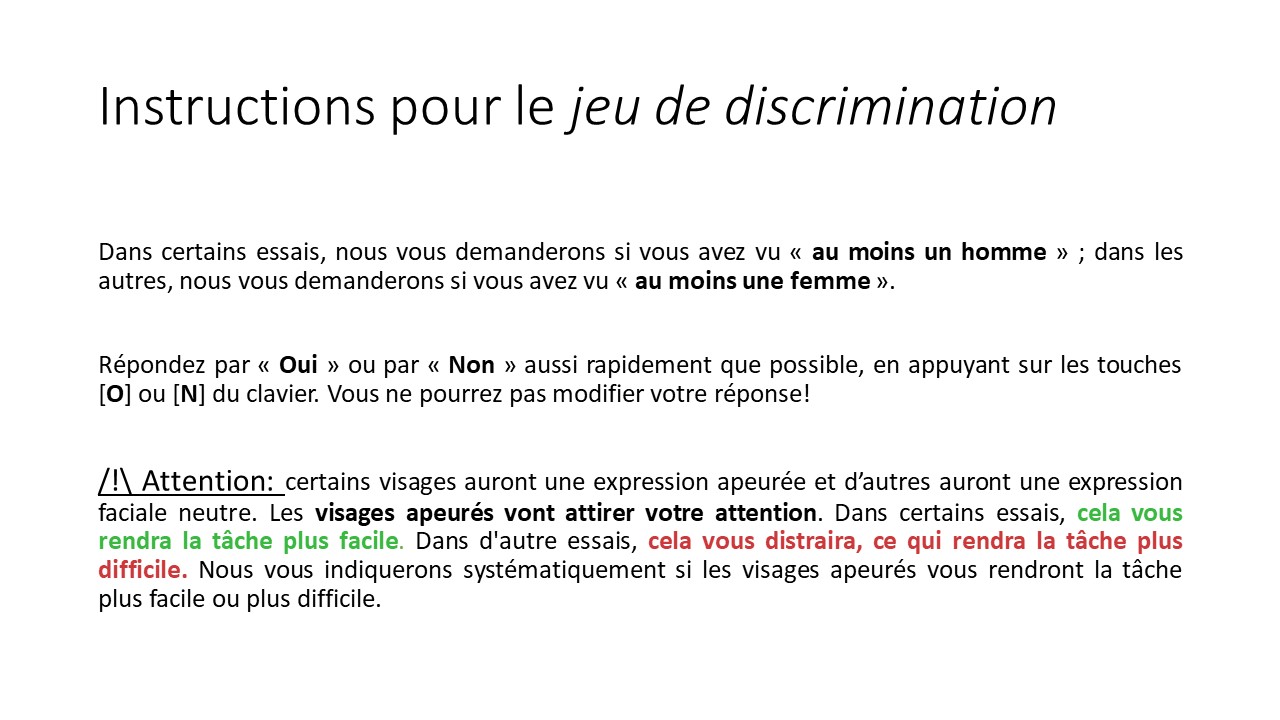 Instructions pour le jeu de discrimination
Dans certains essais, nous vous demanderons si vous avez vu « au moins un homme » ; dans les
autres, nous vous demanderons si vous avez vu « au moins une femme ».
Répondez par « Oui » ou par « Non » aussi rapidement que possible, en appuyant sur les touches
[O] ou [N] du clavier. Vous ne pourrez pas modifier votre réponse!
/!\ Attention: certains visages auront une expression apeurée et d’autres auront une expression
faciale neutre. Les visages apeurés vont attirer votre attention. Dans certains essais, cela vous
rendra la tâche plus facile. Dans d'autre essais, cela vous distraira, ce qui rendra la tâche plus
difficile. Nous vous indiquerons systématiquement si les visages apeurés vous rendront la tâche
plus facile ou plus difficile.